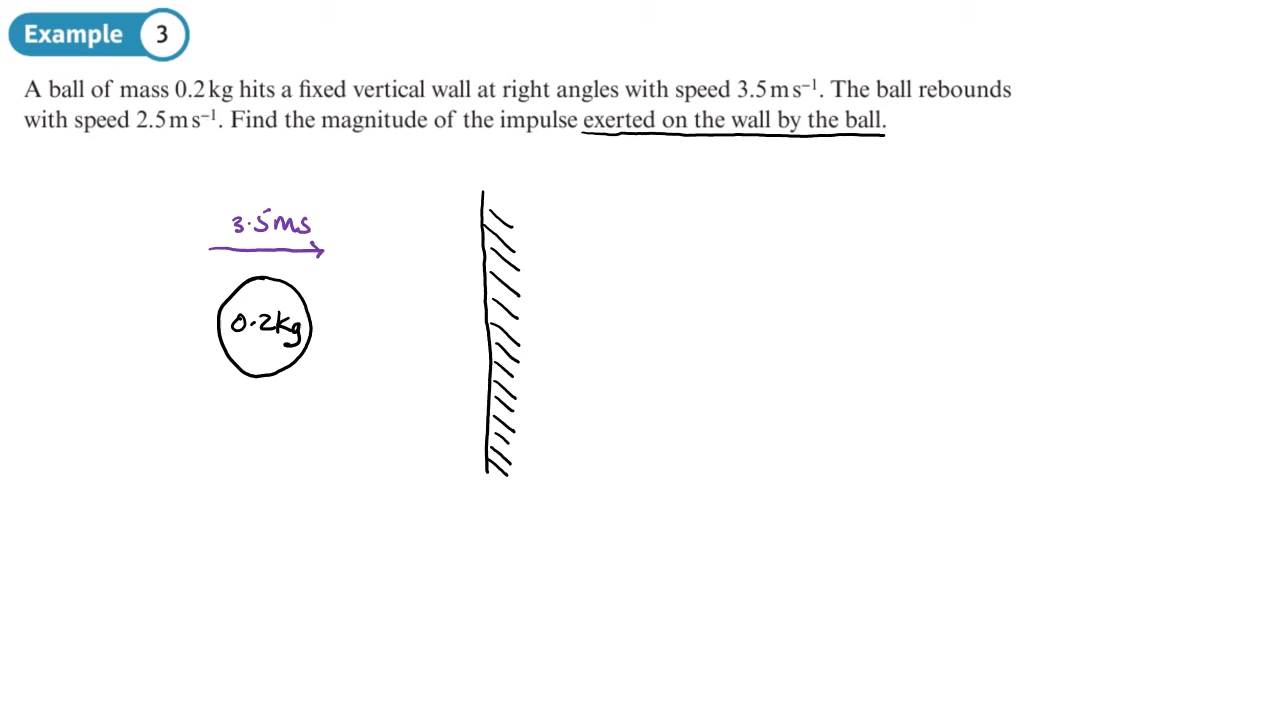 Example 3
A ball of mass 0.2 kg hits a fixed vertical wall at right angles with speed 3.5 m s⁻¹. The ball rebounds
with speed 2.5 m s⁻¹. Find the magnitude of the impulse exerted on the wall by the ball.
3.5ms
0.2kg